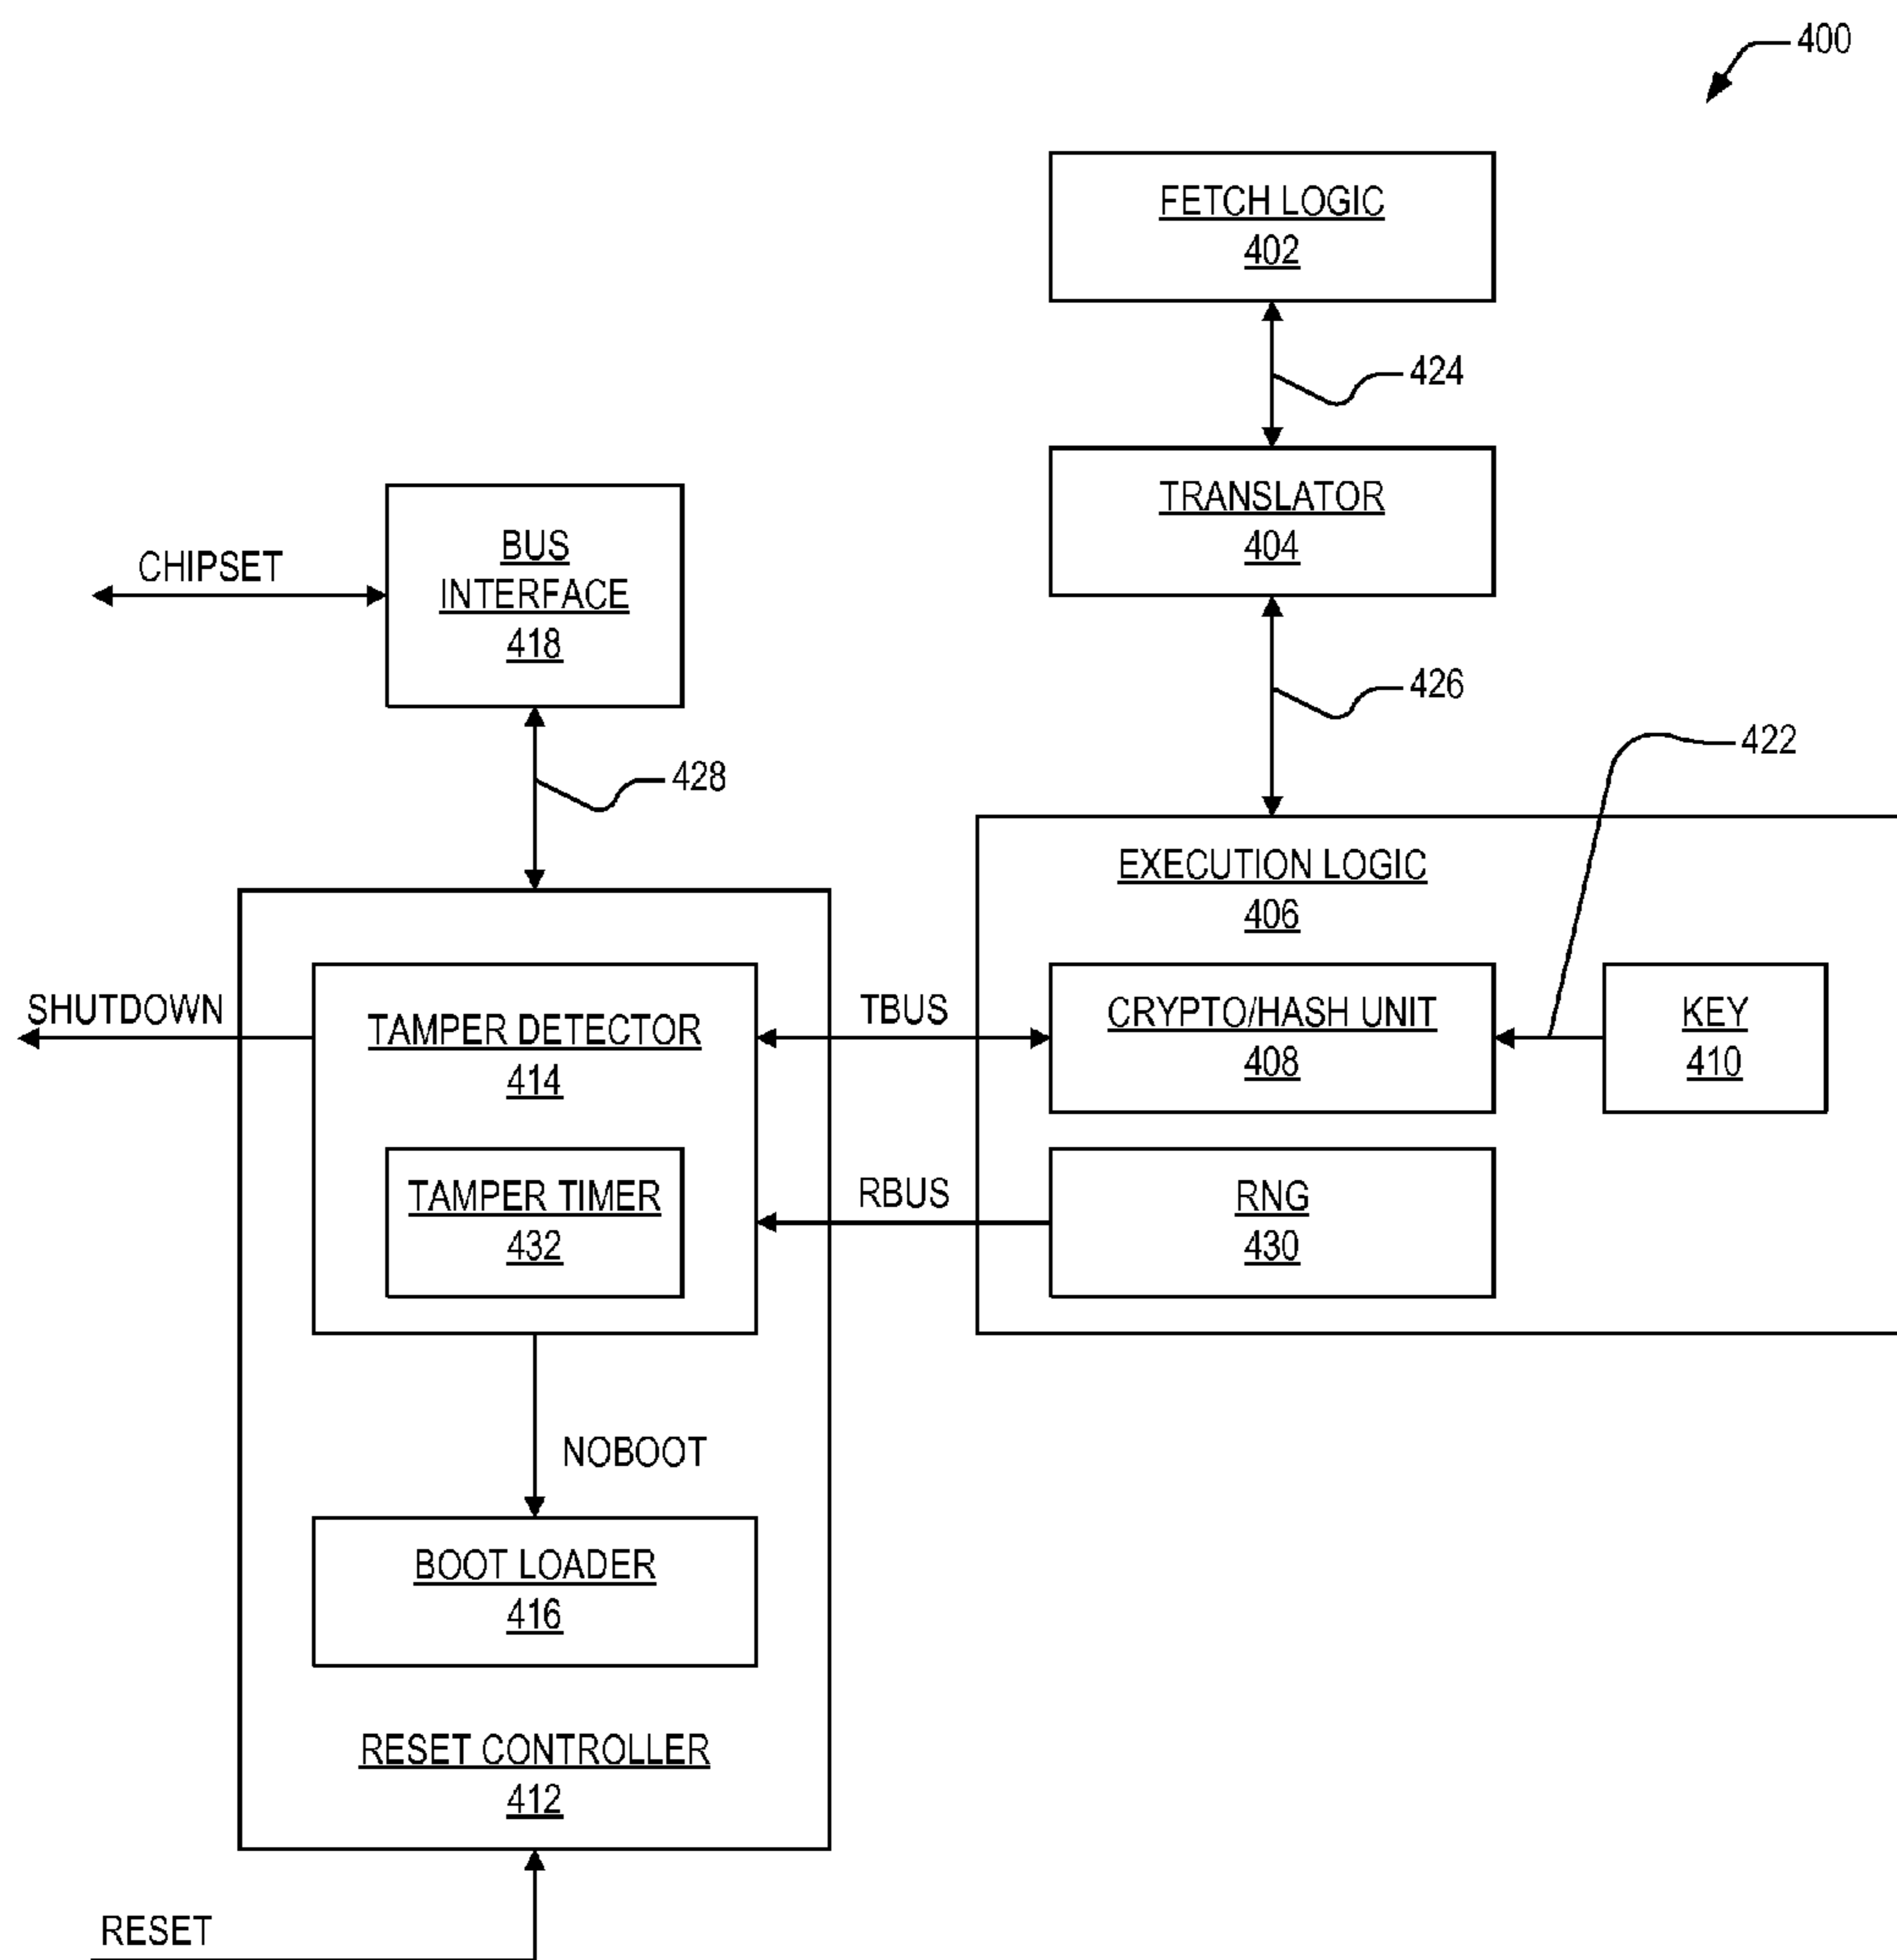 400
FETCH LOGIC
402
424
TRANSLATOR
404
BUS
INTERFACE
418
CHIPSET
426
422
428
EXECUTION LOGIC
406
SHUTDOWN
TAMPER DETECTOR
414
TBUS
CRYPTO/HASH UNIT
408
KEY
410
TAMPER TIMER
432
RBUS
RNG
430
NOBOOT
BOOT LOADER
416
RESET CONTROLLER
412
RESET